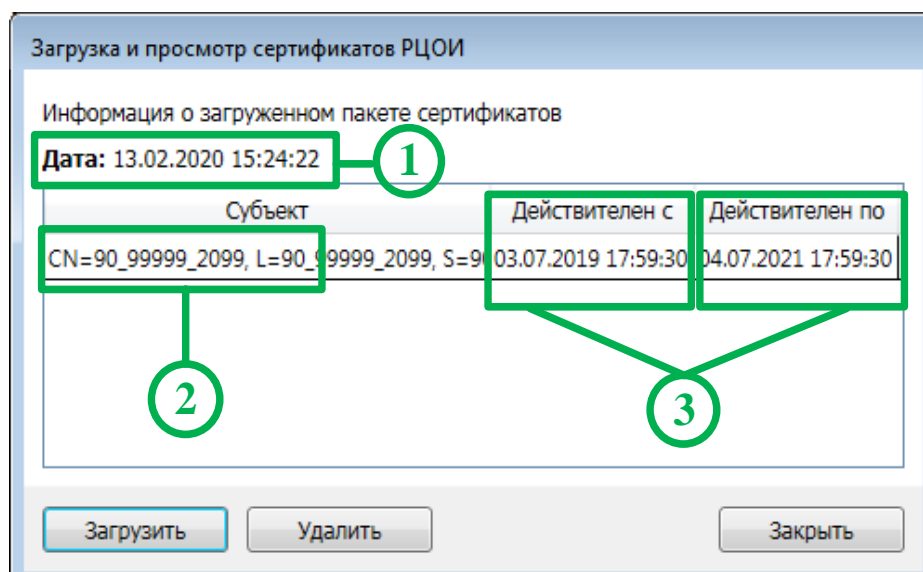 Загрузка и просмотр сертификатов РЦОИ
Информация о загруженном пакете сертификатов
Дата: 13.02.2020 15:24:22
1
Субъект Действителен с Действителен по
CN=90_99999_2099, L=90_99999_2099, S=90 03.07.2019 17:59:30 04.07.2021 17:59:30
2
3
Загрузить Удалить Закрыть